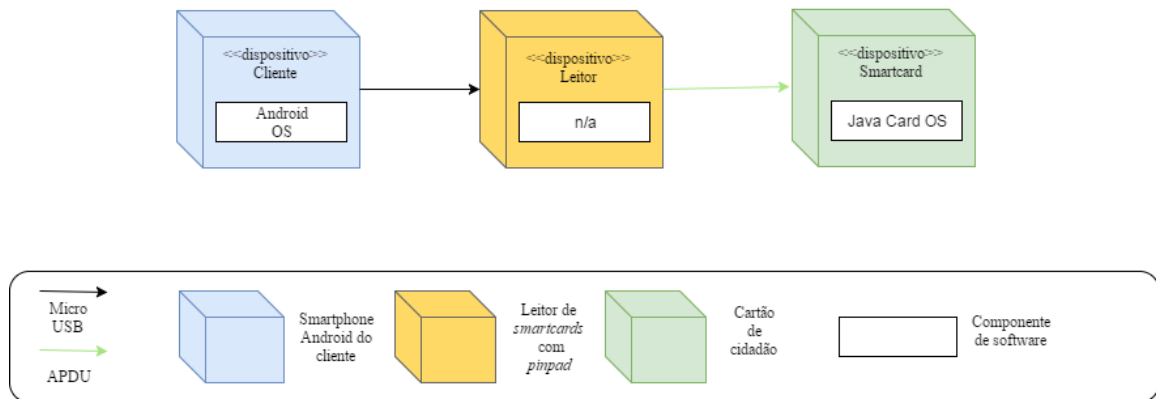 <<dispositivo>>
Cliente
Android
OS
<<dispositivo>>
Leitor
n/a
<<dispositivo>>
Smartcard
Java Card OS
Micro
USB
APDU
Smartphone
Android do
cliente
Leitor de
smartcards
com
pinpad
Cartão
de
cidadão
Componente
de software